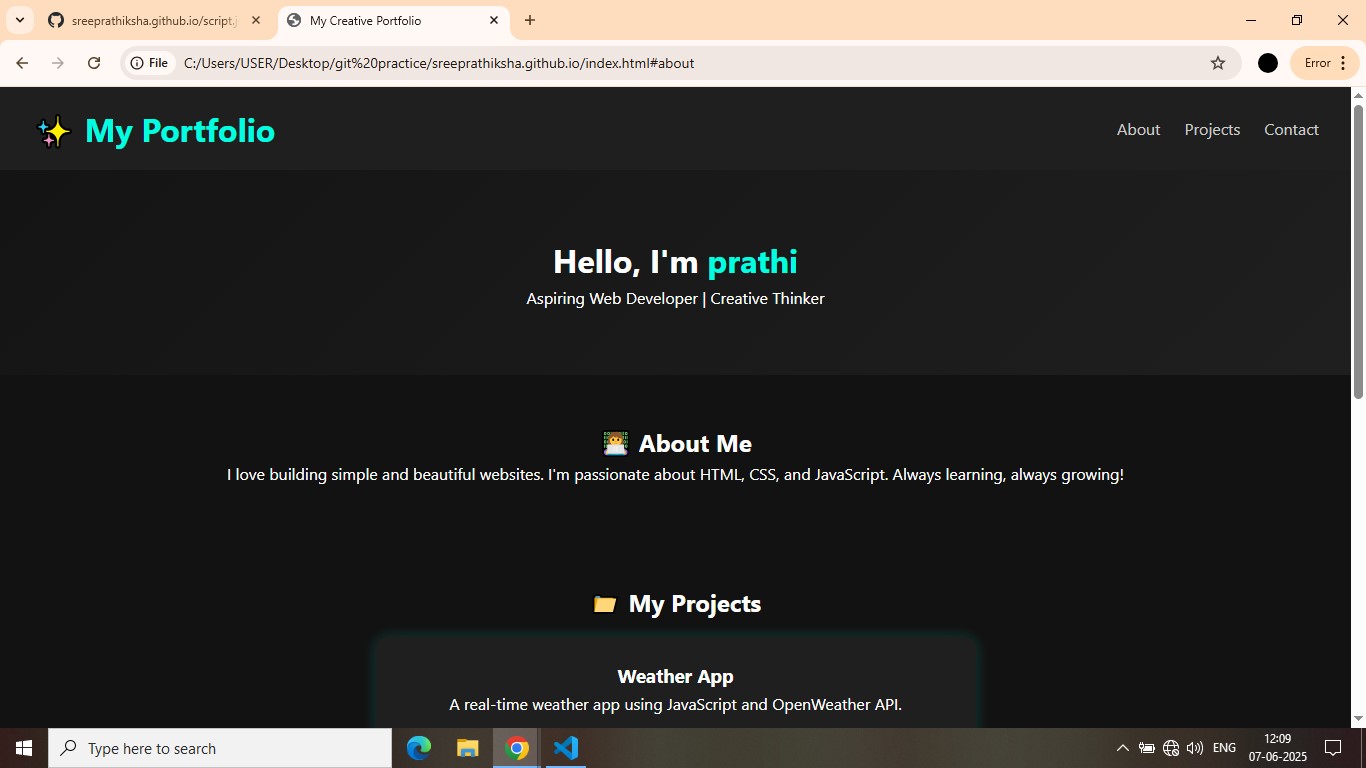 sreeprathiksha.github.io/script.j
My Creative Portfolio
File
C:/Users/USER/Desktop/git%20practice/sreeprathiksha.github.io/index.html#about
Error
✨ My Portfolio
About
Projects
Contact
Hello, I'm prathi
Aspiring Web Developer | Creative Thinker
👨‍💻 About Me
I love building simple and beautiful websites. I'm passionate about HTML, CSS, and JavaScript. Always learning, always growing!
📁 My Projects
Weather App
A real-time weather app using JavaScript and OpenWeather API.
Type here to search
ENG
12:09
07-06-2025